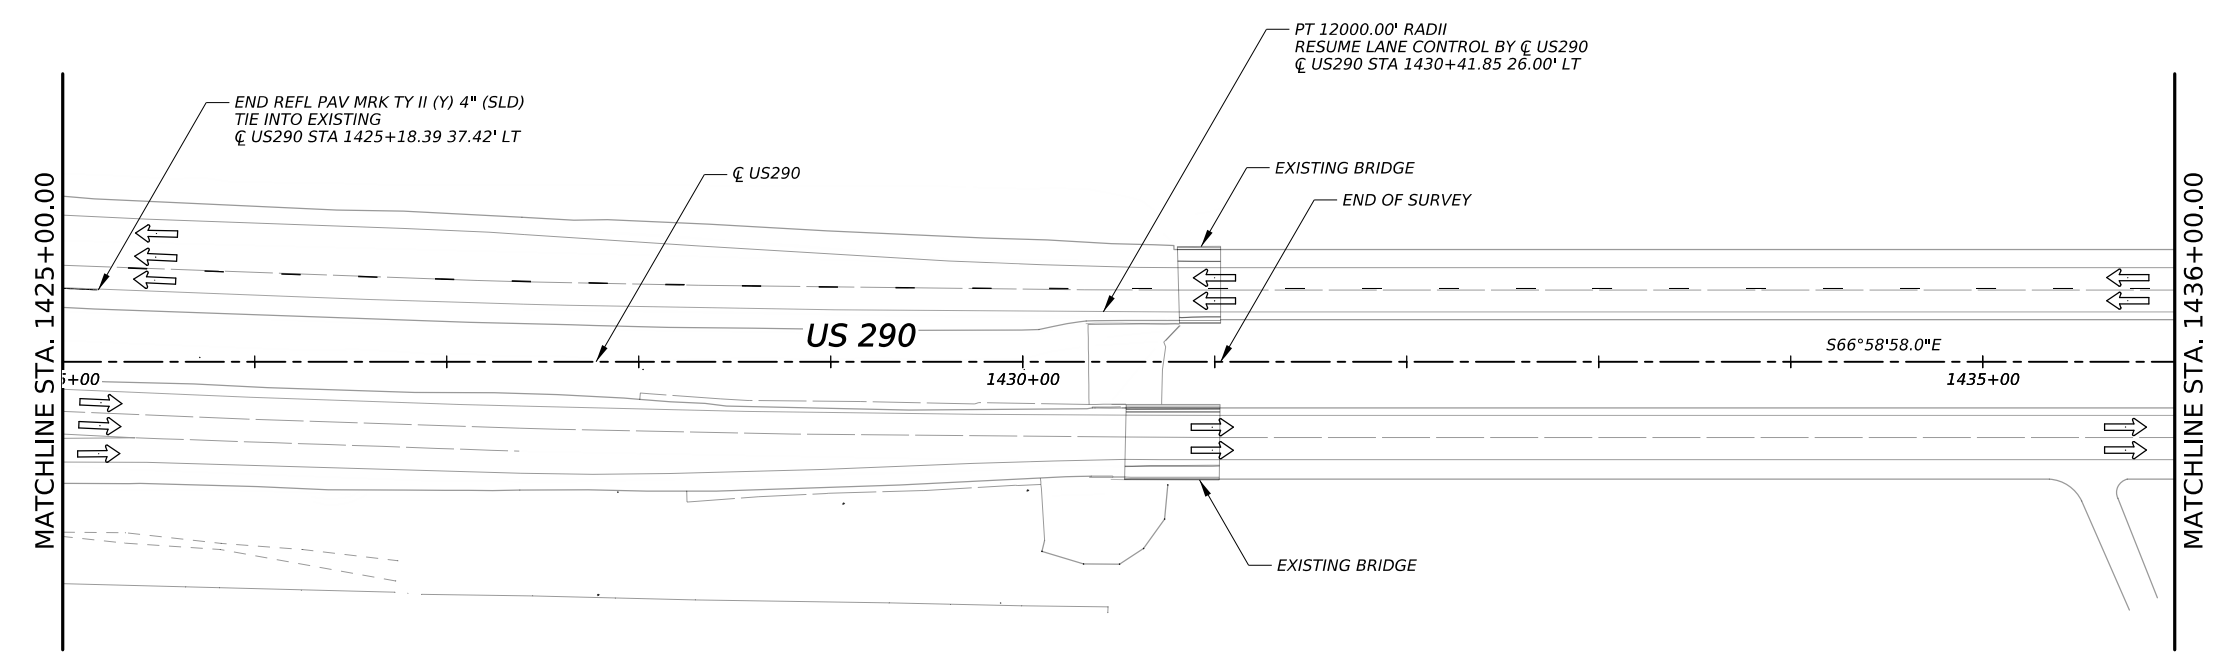 PT 12000.00' RADII
RESUME LANE CONTROL BY ℄ US290
℄ US290 STA 1430+41.85 26.00' LT
END REFL PAV MRK TY II (Y) 4" (SLD)
TIE INTO EXISTING
℄ US290 STA 1425+18.39 37.42' LT
℄ US290
EXISTING BRIDGE
END OF SURVEY
MATCHLINE STA. 1425+00.00
MATCHLINE STA. 1436+00.00
US 290
S66°58'58.0"E
5+00
1430+00
1435+00
EXISTING BRIDGE